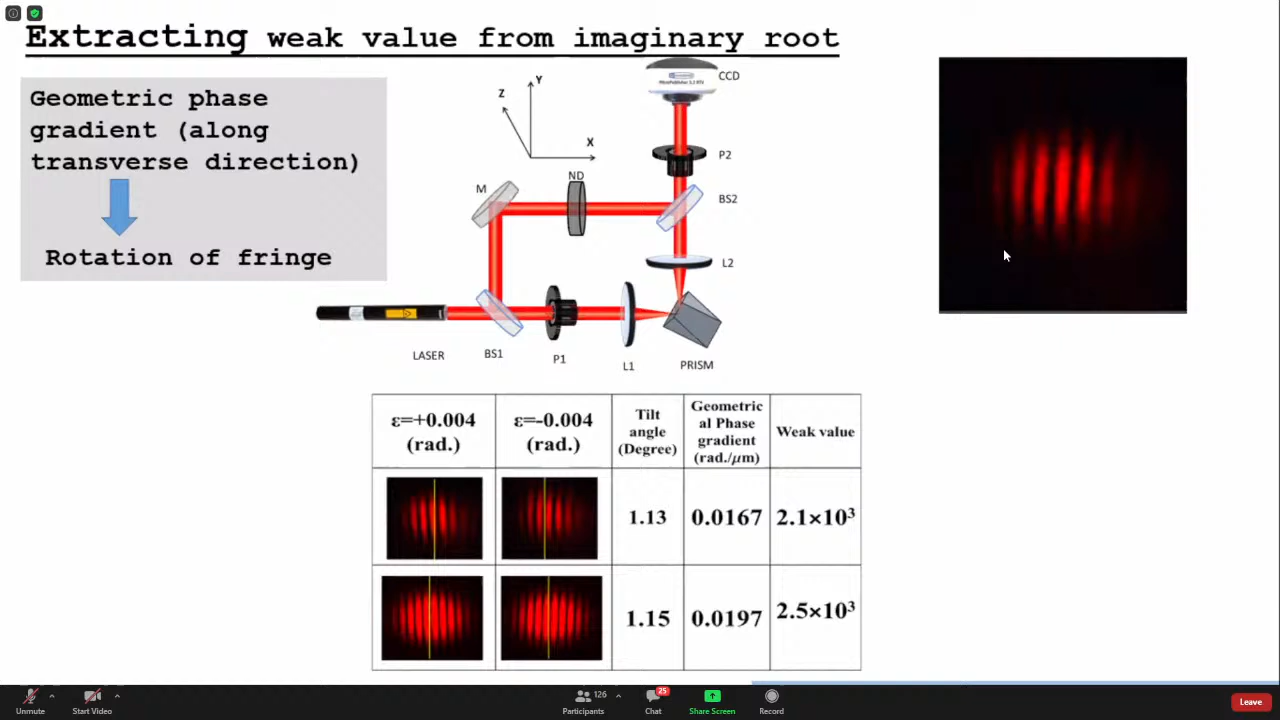 Extracting weak value from imaginary root
Geometric phase
gradient (along
transverse direction)
Rotation of fringe
Y
Z
X
CCD
P2
M
ND
BS2
L2
LASER
BS1
P1
L1
PRISM
ε=+0.004
(rad.)
ε=-0.004
(rad.)
Tilt
angle
(Degree)
Geometric
al Phase
gradient
(rad./μm)
Weak value
1.13
0.0167
2.1×10³
1.15
0.0197
2.5×10³
Unmute
Start Video
126
Participants
25
Chat
Share Screen
Record
Leave